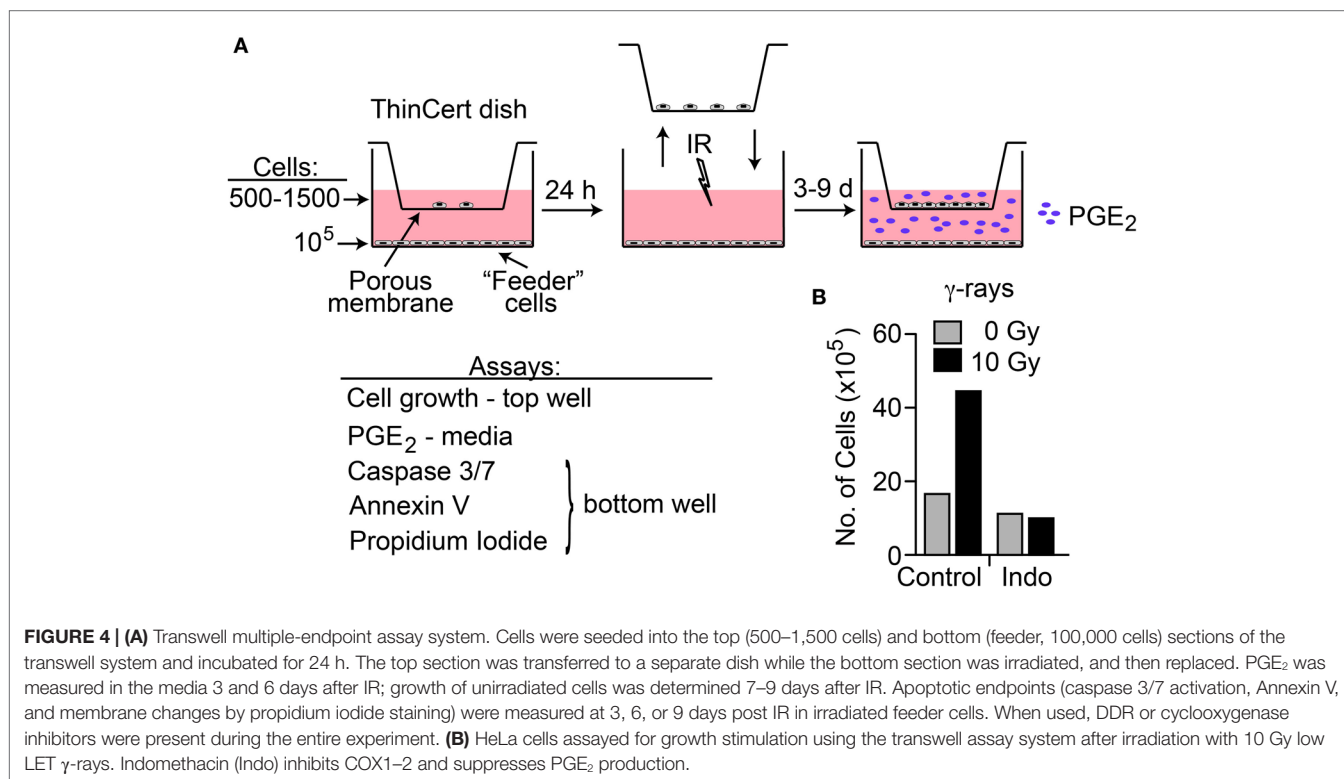 A
ThinCert dish
Cells:
500-1500
10⁵
Porous
membrane
"Feeder"
cells
24 h
IR
3-9 d
PGE₂
Assays:
Cell growth - top well
PGE₂ - media
Caspase 3/7
Annexin V
Propidium Iodide
bottom well
B
γ-rays
0 Gy
10 Gy
No. of Cells (x10⁵)
60
40
20
0
Control
Indo
FIGURE 4 | (A) Transwell multiple-endpoint assay system. Cells were seeded into the top (500–1,500 cells) and bottom (feeder, 100,000 cells) sections of the
transwell system and incubated for 24 h. The top section was transferred to a separate dish while the bottom section was irradiated, and then replaced. PGE₂ was
measured in the media 3 and 6 days after IR; growth of unirradiated cells was determined 7–9 days after IR. Apoptotic endpoints (caspase 3/7 activation, Annexin V,
and membrane changes by propidium iodide staining) were measured at 3, 6, or 9 days post IR in irradiated feeder cells. When used, DDR or cyclooxygenase
inhibitors were present during the entire experiment. (B) HeLa cells assayed for growth stimulation using the transwell assay system after irradiation with 10 Gy low
LET γ-rays. Indomethacin (Indo) inhibits COX1–2 and suppresses PGE₂ production.